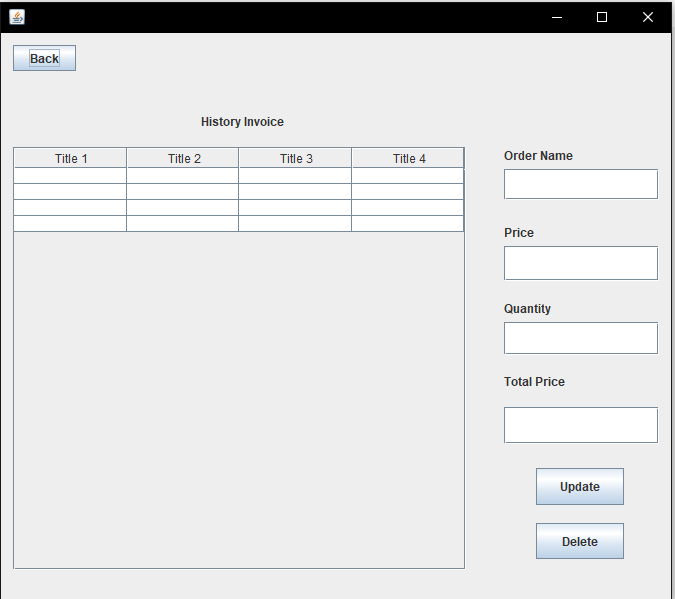 Back
History Invoice
Title 1 Title 2 Title 3 Title 4
Order Name
Price
Quantity
Total Price
Update
Delete